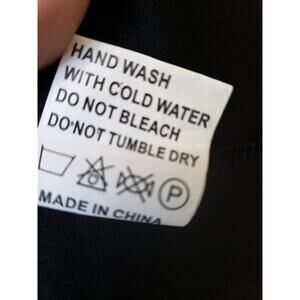 HAND WASH
WITH COLD WATER
DO NOT BLEACH
DO NOT TUMBLE DRY
P
MADE IN CHINA